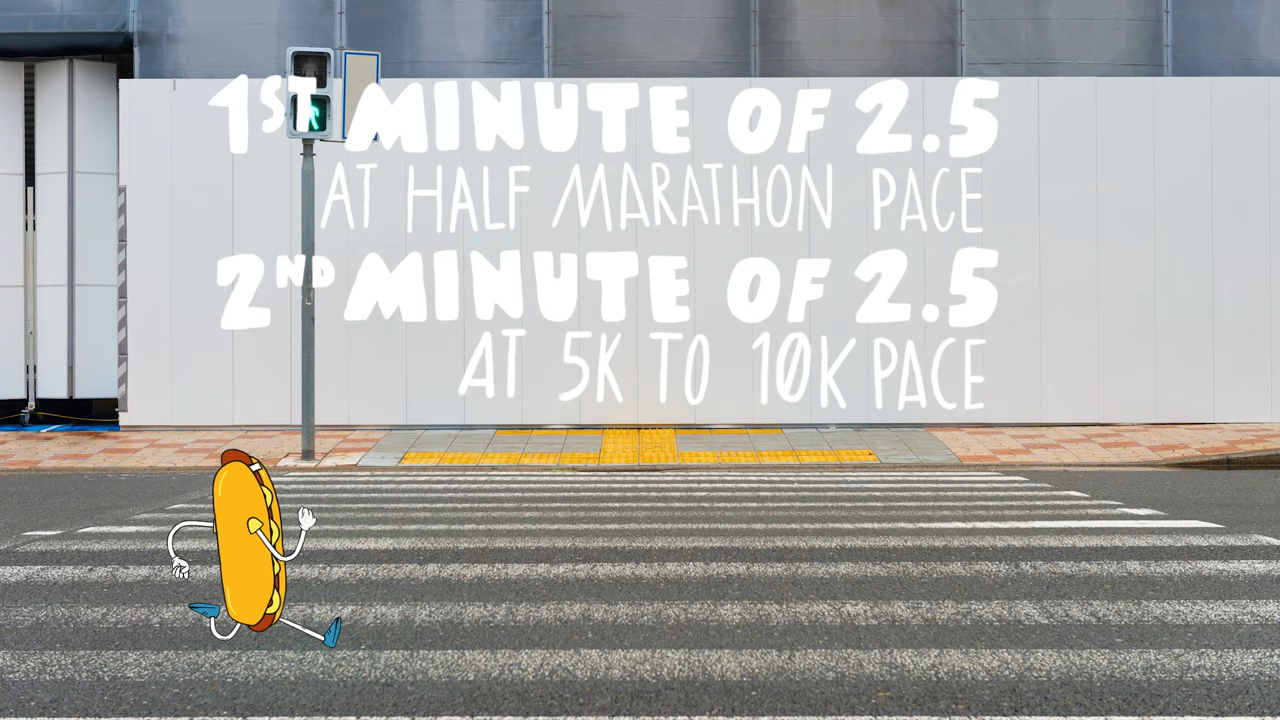 1ST MINUTE OF 2.5
AT HALF MARATHON PACE
2ND MINUTE OF 2.5
AT 5K TO 10K PACE